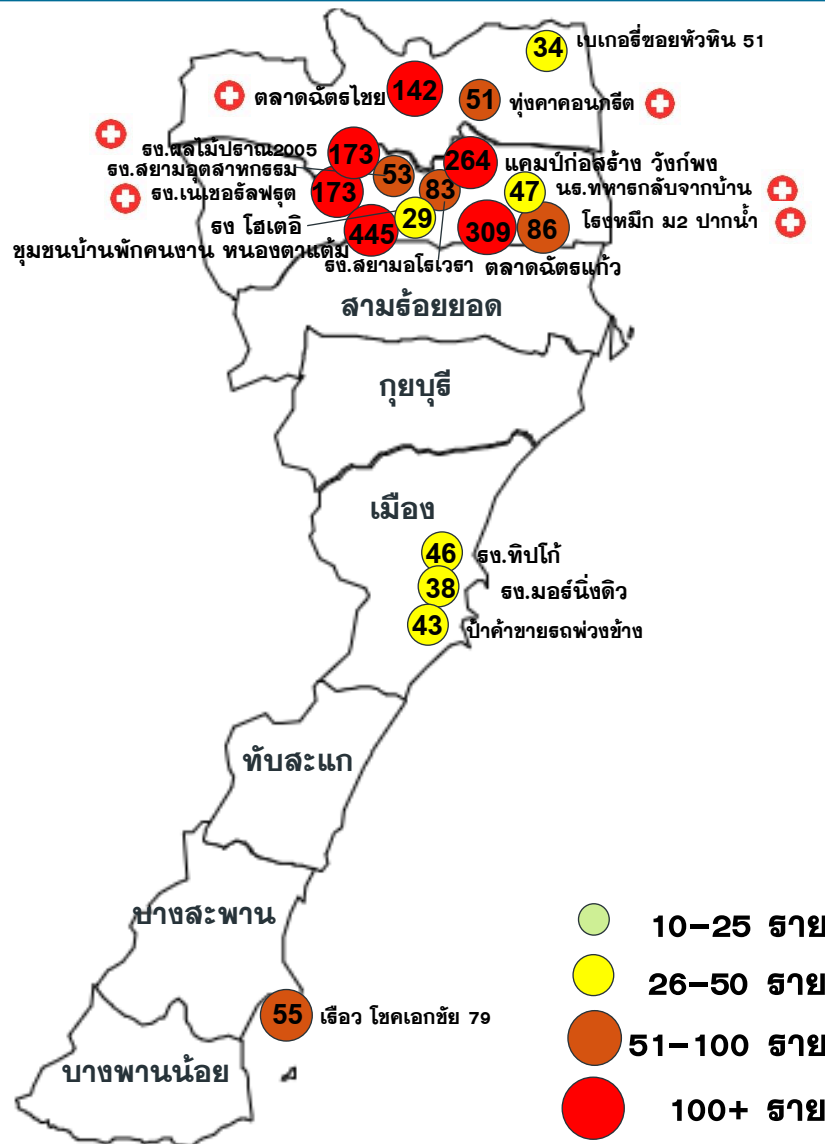 34 เบเกอรี่ซอยหัวหิน 51
ตลาดฉัตรไชย 142 51 ทุ่งคาคอนกรีต
รง.ผลไม้ปราณ2005 173 264 แคมป์ก่อสร้าง วังก์พง
รง.สยามอุตสาหกรรม 53
รง.เนเชอรัลฟรุต 173 83 47 นร.ทหารกลับจากบ้าน
รง โฮเตอิ 29 309 86 โรงหมึก ม2 ปากน้ำ
ชุมชนบ้านพักคนงาน หนองตาแต้ม 445
รง.สยามอโรเวรา ตลาดฉัตรแก้ว
สามร้อยยอด
กุยบุรี
เมือง
46 รง.ทิปโก้
38 รง.มอร์นิ่งดิว
43 ป้าค้าขายรถพ่วงข้าง
ทับสะแก
บางสะพาน
10-25 ราย
26-50 ราย
55 เรือว โชคเอกชัย 79
51-100 ราย
บางพานน้อย
100+ ราย